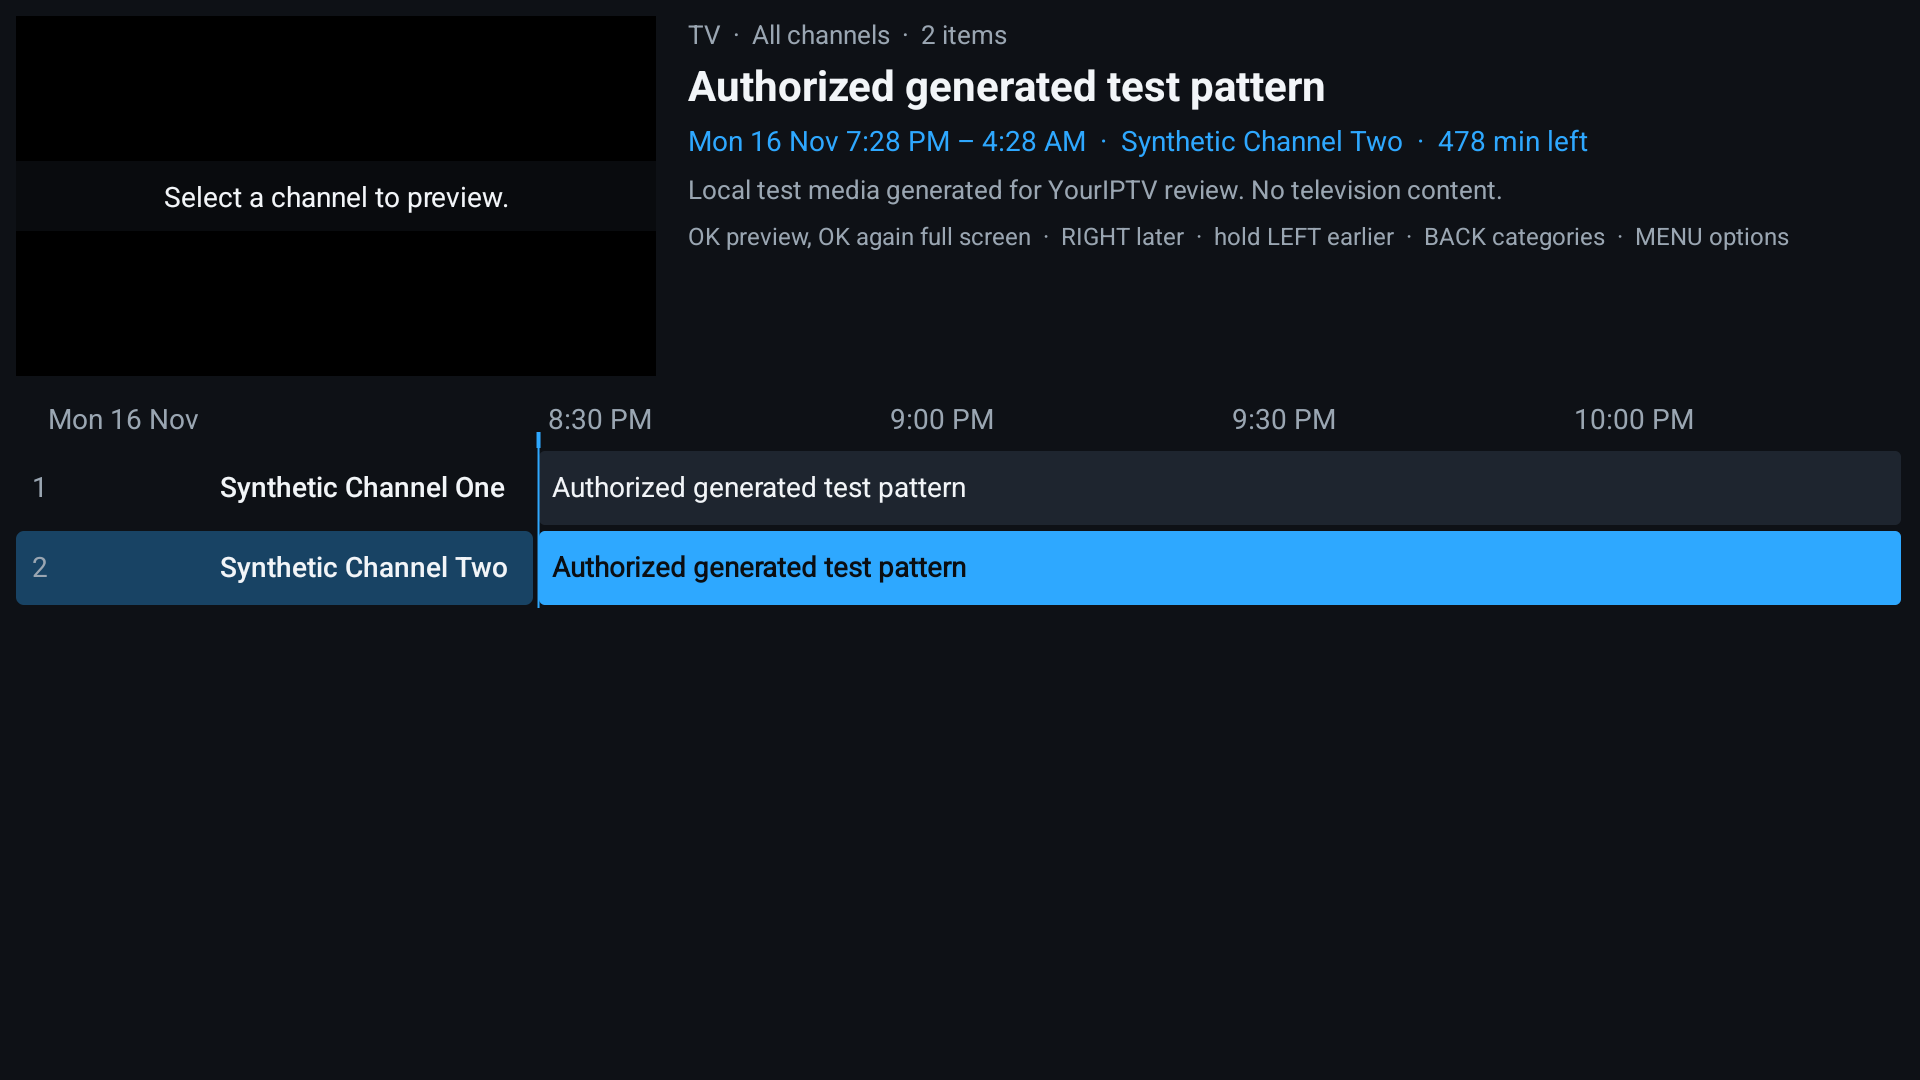 TV · All channels · 2 items
Authorized generated test pattern
Mon 16 Nov 7:28 PM – 4:28 AM · Synthetic Channel Two · 478 min left
Local test media generated for YourIPTV review. No television content.
OK preview, OK again full screen · RIGHT later · hold LEFT earlier · BACK categories · MENU options
Select a channel to preview.
Mon 16 Nov 8:30 PM 9:00 PM 9:30 PM 10:00 PM
1 Synthetic Channel One Authorized generated test pattern
2 Synthetic Channel Two Authorized generated test pattern